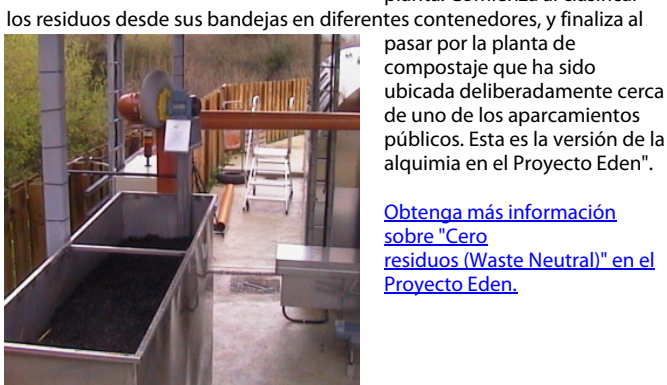 planta. Comienza al clasificar
los residuos desde sus bandejas en diferentes contenedores, y finaliza al
pasar por la planta de
compostaje que ha sido
ubicada deliberadamente cerca
de uno de los aparcamientos
públicos. Esta es la versión de la
alquimia en el Proyecto Eden".
Obtenga más información
sobre "Cero
residuos (Waste Neutral)" en el
Proyecto Eden.